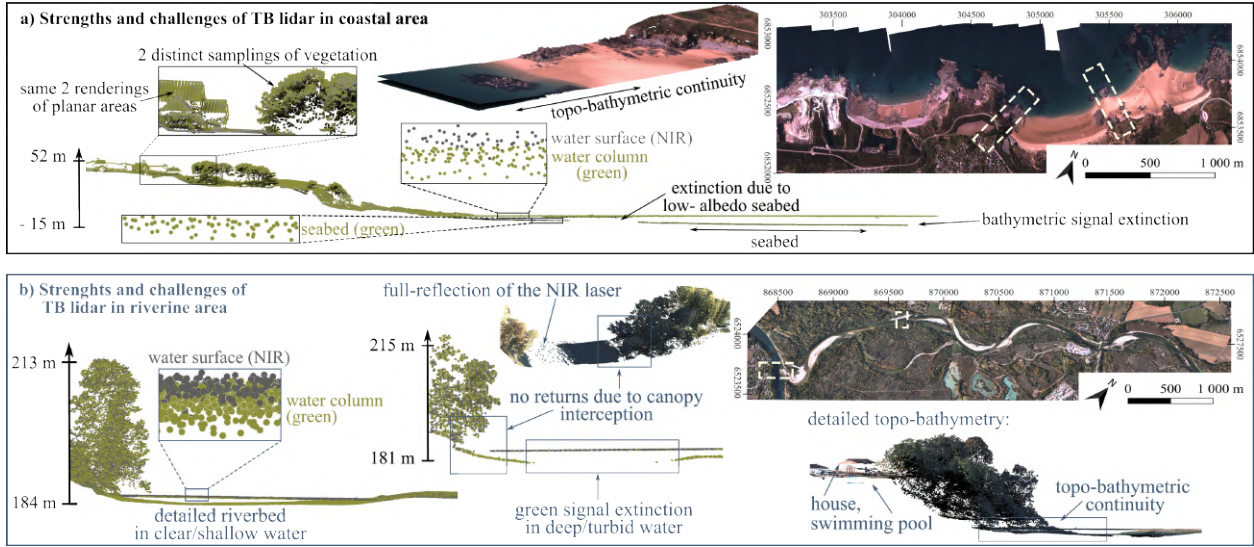 a) Strengths and challenges of TB lidar in coastal area
2 distinct samplings of vegetation
same 2 renderings
of planar areas
topo-bathymetric continuity
water surface (NIR)
water column
(green)
52 m
- 15 m
seabed (green)
extinction due to
low- albedo seabed
bathymetric signal extinction
seabed
303500 304000 304500 305000 305500 306000
6853000
6852500
6852000
6854000
6853500
N
0 500 1 000 m
b) Strenghts and challenges of
TB lidar in riverine area
213 m
184 m
water surface (NIR)
water column
(green)
detailed riverbed
in clear/shallow water
full-reflection of the NIR laser
215 m
181 m
no returns due to canopy
interception
green signal extinction
in deep/turbid water
868500 869000 869500 870000 870500 871000 871500 872000 872500
6524000
6523500
6527500
N
0 500 1 000 m
detailed topo-bathymetry:
house,
swimming pool
topo-bathymetric
continuity